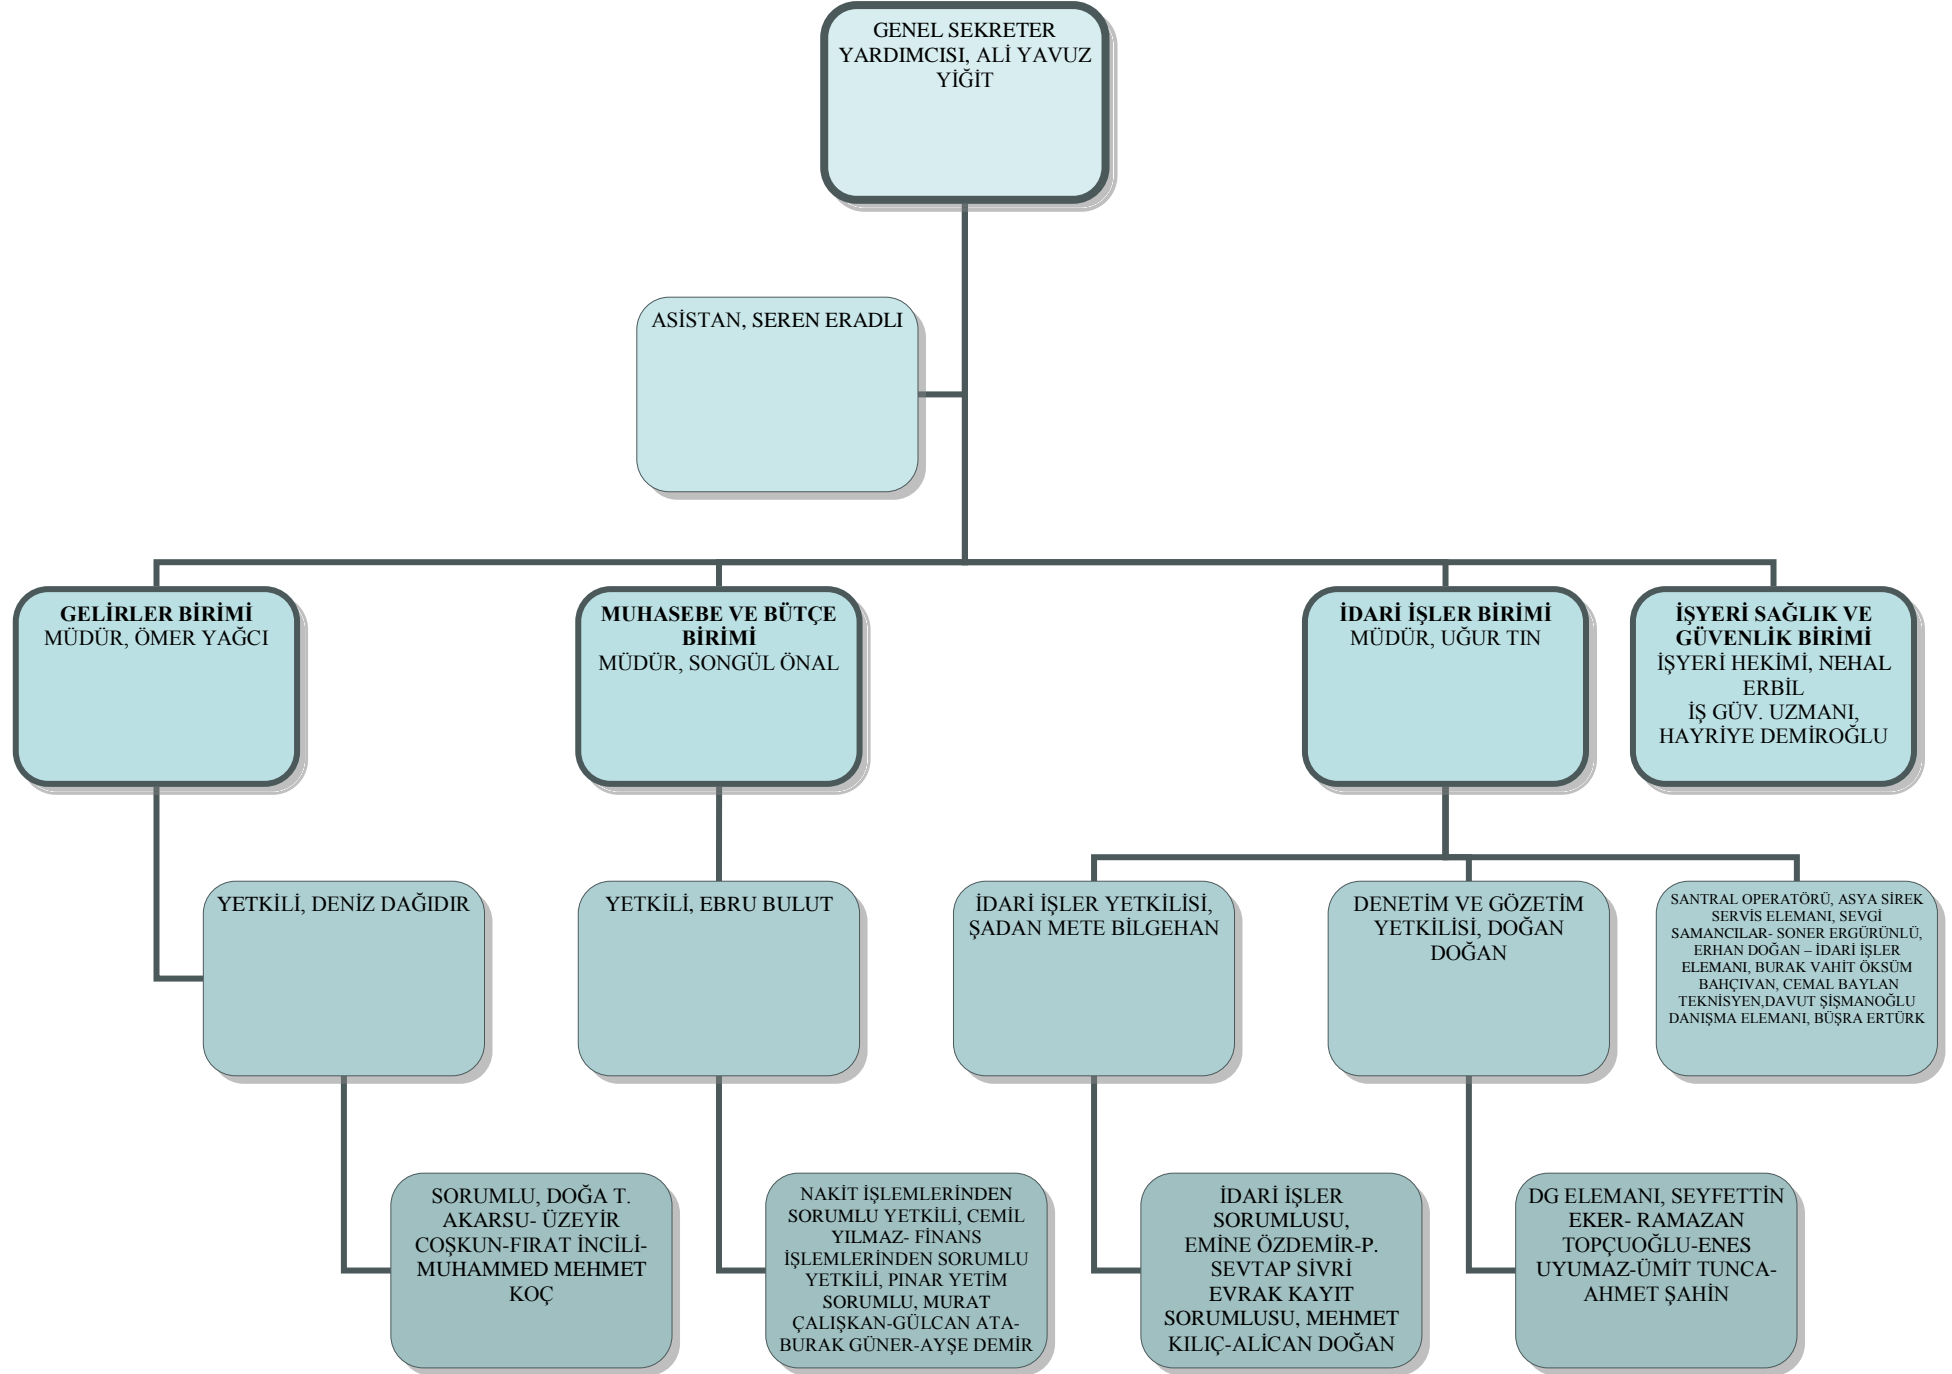 GENEL SEKRETER
YARDIMCISI, ALİ YAVUZ
YİĞİT
ASİSTAN, SEREN ERADLI
GELİRLER BİRİMİ
MÜDÜR, ÖMER YAĞCI
MUHASEBE VE BÜTÇE
BİRİMİ
MÜDÜR, SONGÜL ÖNAL
İDARİ İŞLER BİRİMİ
MÜDÜR, UĞUR TIN
İŞYERİ SAĞLIK VE
GÜVENLİK BİRİMİ
İŞYERİ HEKİMİ, NEHAL
ERBİL
İŞ GÜV. UZMANI,
HAYRİYE DEMİROĞLU
YETKİLİ, DENİZ DAĞIDIR
YETKİLİ, EBRU BULUT
İDARİ İŞLER YETKİLİSİ,
ŞADAN METE BİLGEHAN
DENETİM VE GÖZETİM
YETKİLİSİ, DOĞAN
DOĞAN
SANTRAL OPERATÖRÜ, ASYA SİREK
SERVİS ELEMANI, SEVGİ
SAMANCILAR- SONER ERGÜRÜNLÜ,
ERHAN DOĞAN – İDARİ İŞLER
ELEMANI, BURAK VAHİT ÖKSÜM
BAHÇIVAN, CEMAL BAYLAN
TEKNİSYEN,DAVUT ŞİŞMANOĞLU
DANIŞMA ELEMANI, BÜŞRA ERTÜRK
SORUMLU, DOĞA T.
AKARSU- ÜZEYİR
COŞKUN-FIRAT İNCİLİ-
MUHAMMED MEHMET
KOÇ
NAKİT İŞLEMLERİNDEN
SORUMLU YETKİLİ, CEMİL
YILMAZ- FİNANS
İŞLEMLERİNDEN SORUMLU
YETKİLİ, PINAR YETİM
SORUMLU, MURAT
ÇALIŞKAN-GÜLCAN ATA-
BURAK GÜNER-AYŞE DEMİR
İDARİ İŞLER
SORUMLUSU,
EMİNE ÖZDEMİR-P.
SEVTAP SİVRİ
EVRAK KAYIT
SORUMLUSU, MEHMET
KILIÇ-ALİCAN DOĞAN
DG ELEMANI, SEYFETTİN
EKER- RAMAZAN
TOPÇUOĞLU-ENES
UYUMAZ-ÜMİT TUNCA-
AHMET ŞAHİN